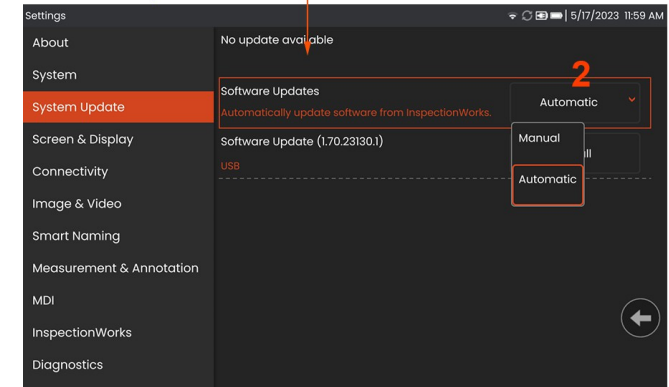 Settings
5/17/2023 11:59 AM
About
No update available
System
2
Software Updates
Automatic
System Update
Automatically update software from InspectionWorks.
Screen & Display
Software Update (1.70.23130.1)
Manual
ll
USB
Connectivity
Automatic
Image & Video
Smart Naming
Measurement & Annotation
MDI
InspectionWorks
Diagnostics